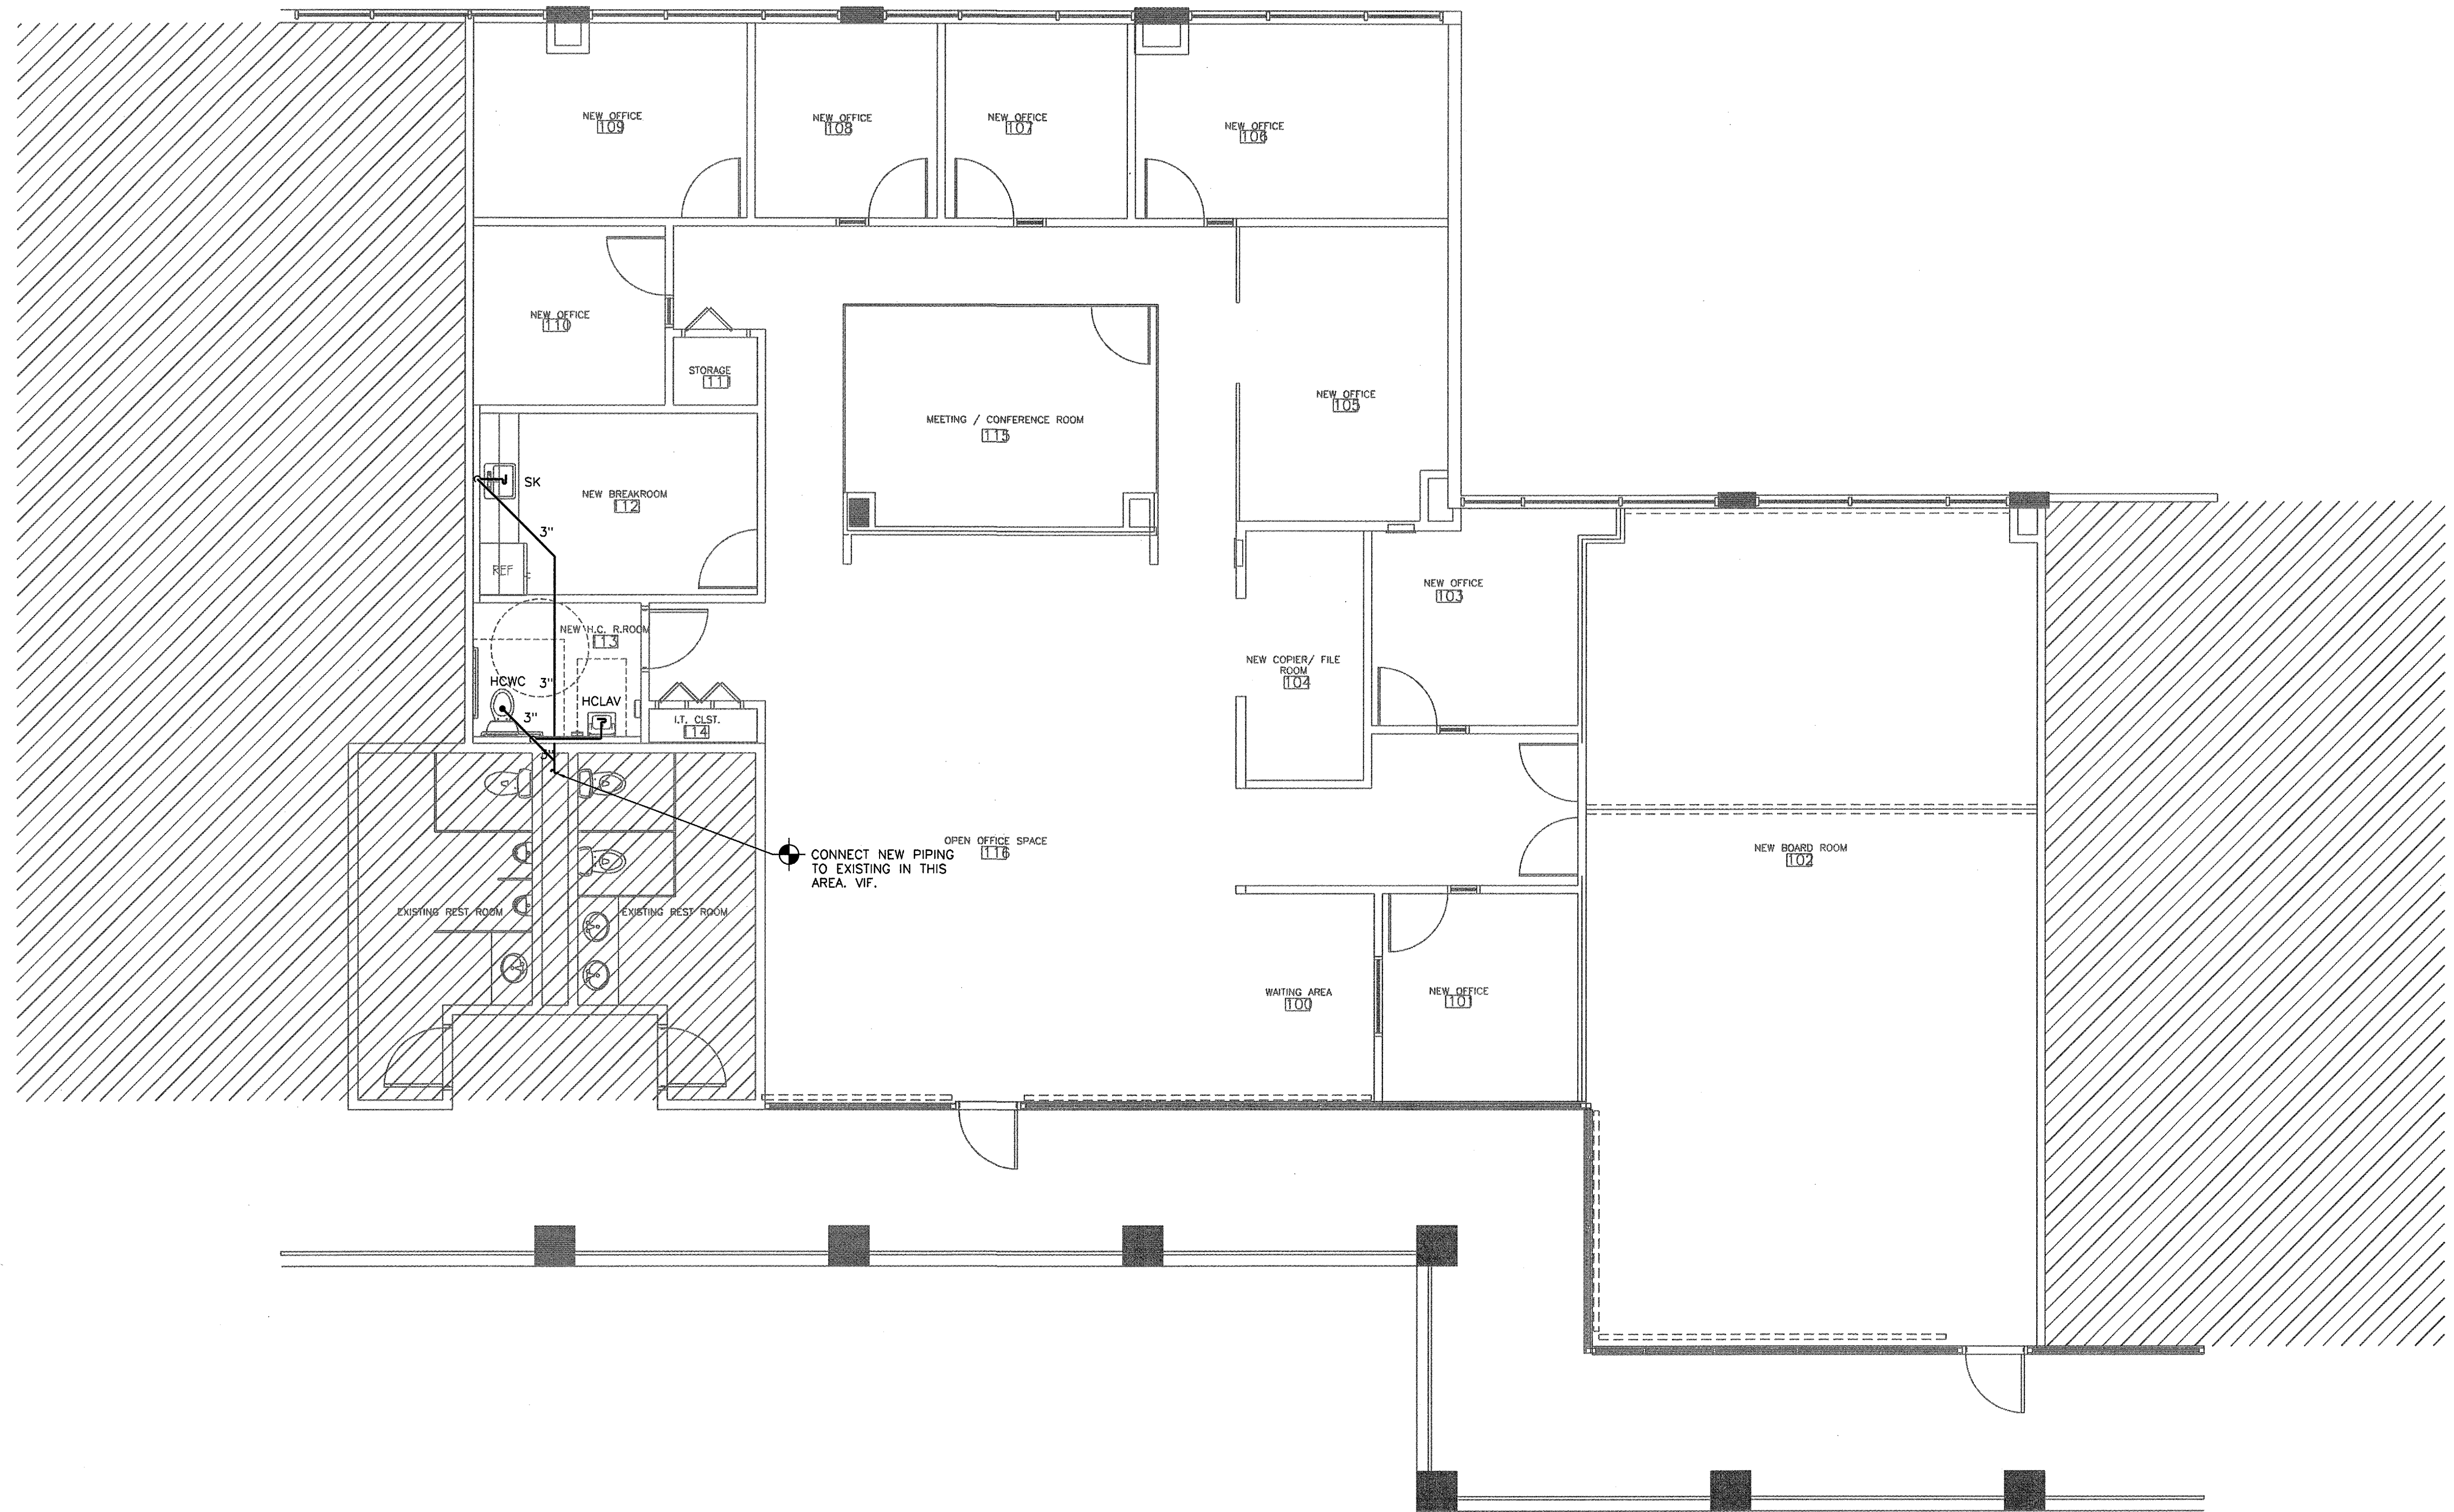 NEW OFFICE
109
NEW OFFICE
108
NEW OFFICE
107
NEW OFFICE
106
NEW OFFICE
110
STORAGE
111
MEETING / CONFERENCE ROOM
115
NEW OFFICE
105
SK
NEW BREAKROOM
112
3"
REF
NEW OFFICE
103
NEW H.C. R.ROOM
113
NEW COPIER/ FILE
ROOM
104
HCWC
3"
HCLAV
3"
I.T. CLST.
114
3"
OPEN OFFICE SPACE
116
CONNECT NEW PIPING
TO EXISTING IN THIS
AREA. VIF.
NEW BOARD ROOM
102
EXISTING REST ROOM
EXISTING REST ROOM
WAITING AREA
100
NEW OFFICE
101